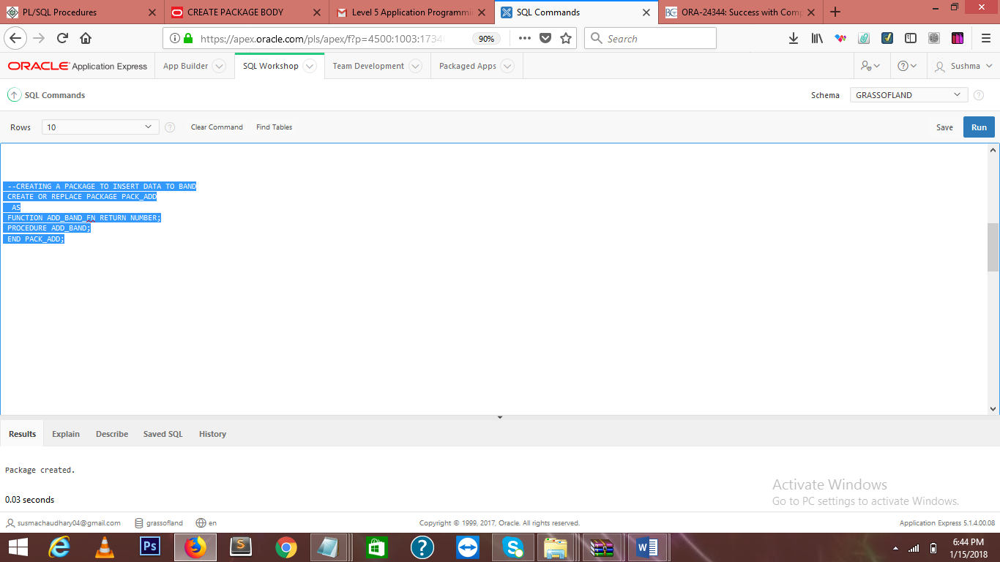 PL/SQL Procedures
CREATE PACKAGE BODY
Level 5 Application Programmi
SQL Commands
ORA-24344: Success with Comp
https://apex.oracle.com/pls/apex/f?p=4500:1003:1734
90%
Search
ORACLE Application Express
App Builder
SQL Workshop
Team Development
Packaged Apps
Sushma
SQL Commands
Schema
GRASSOFLAND
Rows
10
Clear Command
Find Tables
Save
Run
--CREATING A PACKAGE TO INSERT DATA TO BAND
CREATE OR REPLACE PACKAGE PACK_ADD
AS
FUNCTION ADD_BAND_FN RETURN NUMBER;
PROCEDURE ADD_BAND;
END PACK_ADD;
Results
Explain
Describe
Saved SQL
History
Package created.
0.03 seconds
Activate Windows
Go to PC settings to activate Windows.
susmachaudhary04@gmail.com
grassofland
en
Copyright © 1999, 2017, Oracle. All rights reserved.
Application Express 5.1.4.00.08
Ps
S
W
6:44 PM
1/15/2018